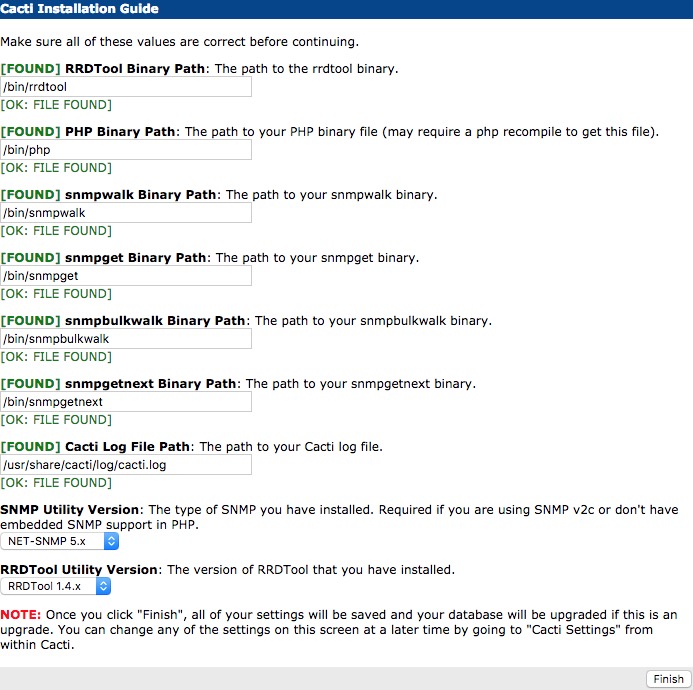 Cacti Installation Guide
Make sure all of these values are correct before continuing.
[FOUND] RRDTool Binary Path: The path to the rrdtool binary.
/bin/rrdtool
[OK: FILE FOUND]
[FOUND] PHP Binary Path: The path to your PHP binary file (may require a php recompile to get this file).
/bin/php
[OK: FILE FOUND]
[FOUND] snmpwalk Binary Path: The path to your snmpwalk binary.
/bin/snmpwalk
[OK: FILE FOUND]
[FOUND] snmpget Binary Path: The path to your snmpget binary.
/bin/snmpget
[OK: FILE FOUND]
[FOUND] snmpbulkwalk Binary Path: The path to your snmpbulkwalk binary.
/bin/snmpbulkwalk
[OK: FILE FOUND]
[FOUND] snmpgetnext Binary Path: The path to your snmpgetnext binary.
/bin/snmpgetnext
[OK: FILE FOUND]
[FOUND] Cacti Log File Path: The path to your Cacti log file.
/usr/share/cacti/log/cacti.log
[OK: FILE FOUND]
SNMP Utility Version: The type of SNMP you have installed. Required if you are using SNMP v2c or don't have
embedded SNMP support in PHP.
NET-SNMP 5.x
RRDTool Utility Version: The version of RRDTool that you have installed.
RRDTool 1.4.x
NOTE: Once you click "Finish", all of your settings will be saved and your database will be upgraded if this is an
upgrade. You can change any of the settings on this screen at a later time by going to "Cacti Settings" from
within Cacti.
Finish